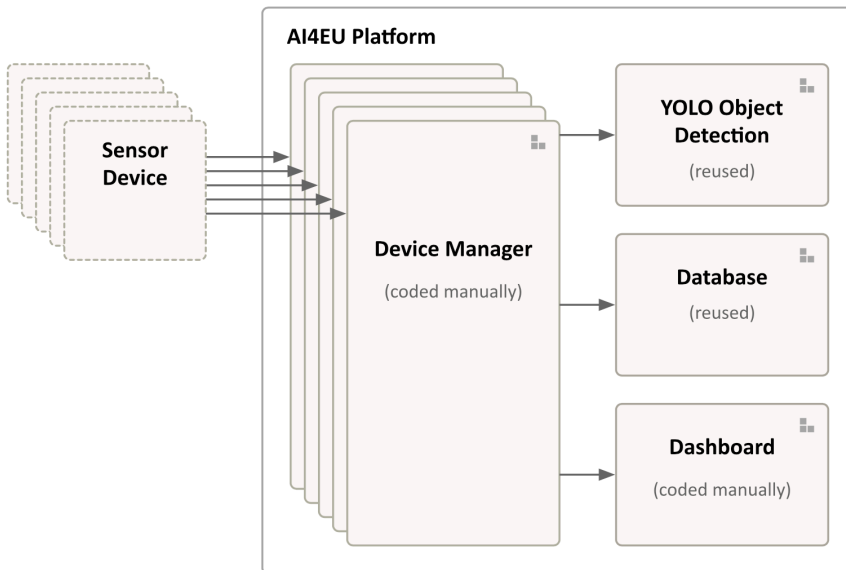 AI4EU Platform
Sensor
Device
Device Manager
(coded manually)
YOLO Object
Detection
(reused)
Database
(reused)
Dashboard
(coded manually)